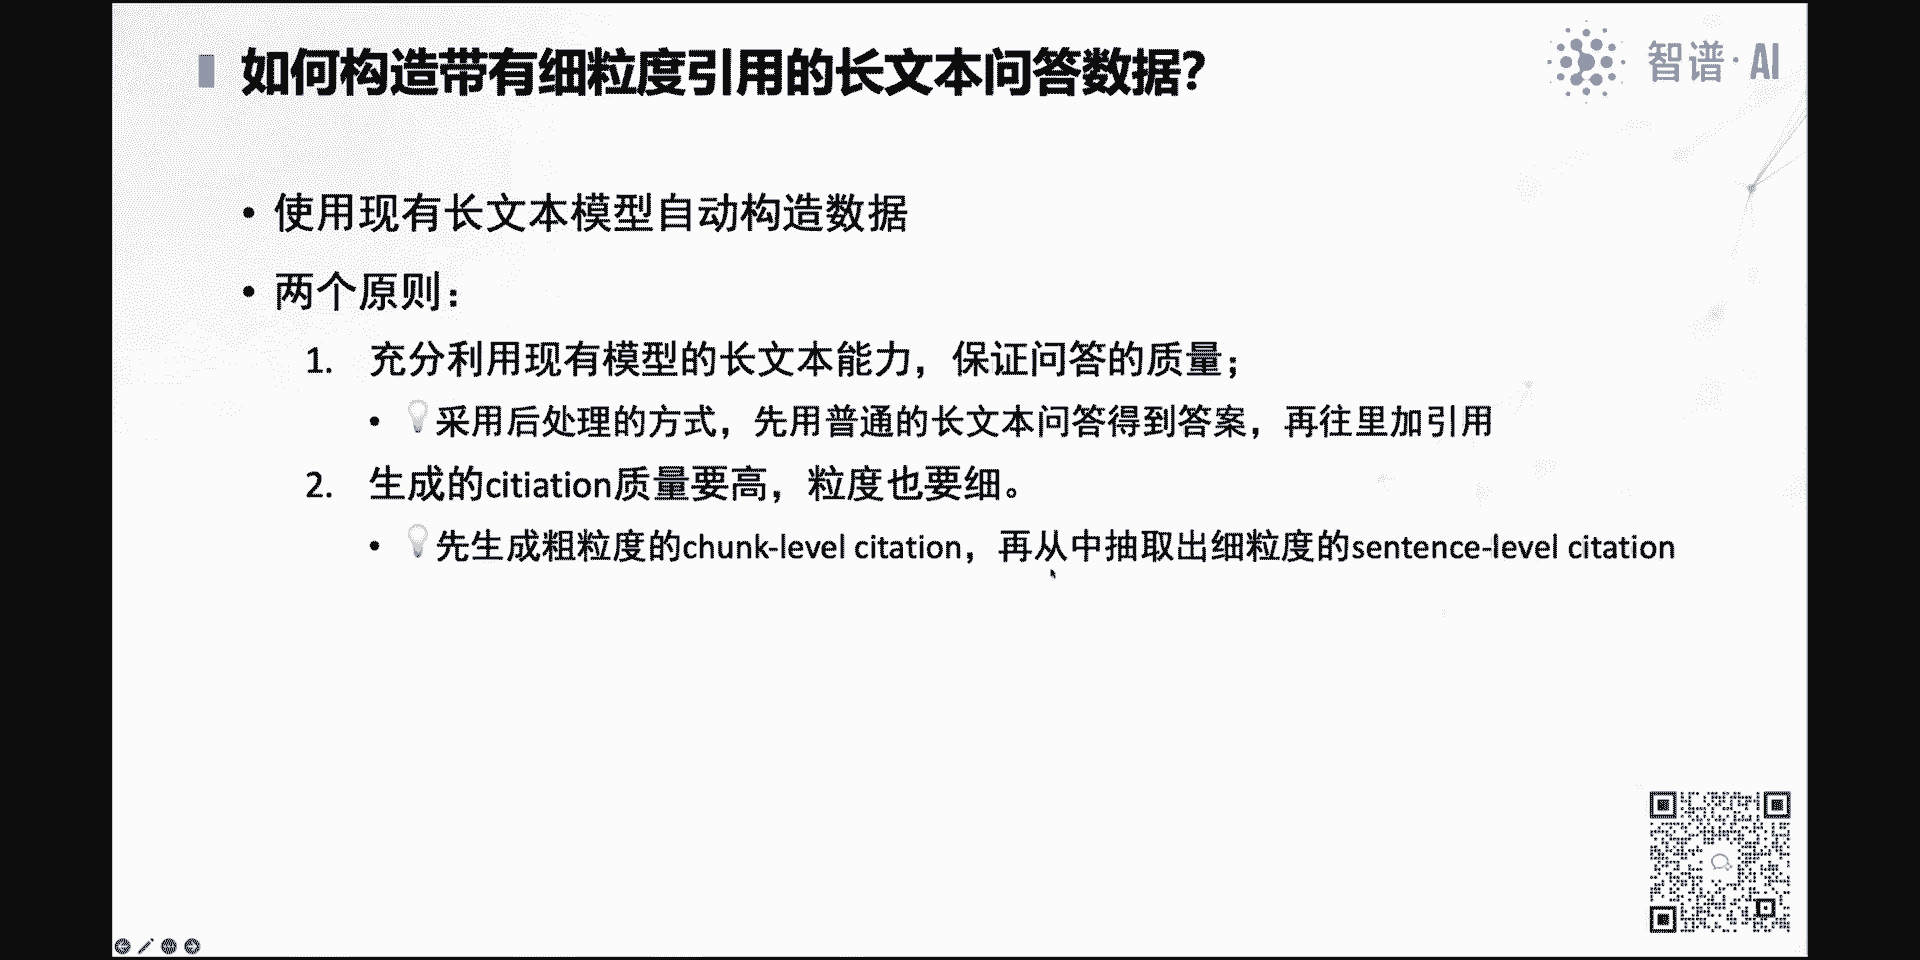 如何构造带有细粒度引用的长文本问答数据?
智谱·AI
• 使用现有长文本模型自动构造数据
• 两个原则：
1. 充分利用现有模型的长文本能力，保证问答的质量；
• 采用后处理的方式，先用普通的长文本问答得到答案，再往里加引用
2. 生成的citiation质量要高，粒度也要细。
• 先生成粗粒度的chunk-level citation，再从中抽取出细粒度的sentence-level citation